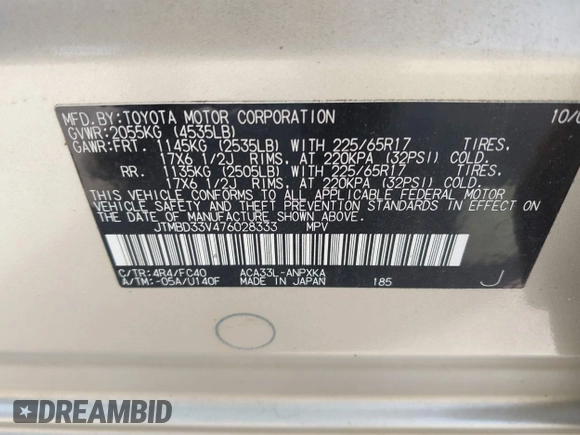 MFD.BY:TOYOTA MOTOR CORPORATION 10/0
GVWR:2055KG (4535LB)
GAWR:FRT. 1145KG (2535LB) WITH 225/65R17 TIRES,
17X6 1/2J RIMS, AT 220KPA (32PSI) COLD.
RR. 1135KG (2505LB) WITH 225/65R17 TIRES,
17X6 1/2J RIMS, AT 220KPA (32PSI) COLD.
THIS VEHICLE CONFORMS TO ALL APPLICABLE FEDERAL MOTOR
VEHICLE SAFETY AND THEFT PREVENTION STANDARDS IN EFFECT ON
THE DATE OF MANUFACTURE SHOWN ABOVE.
JTMBD33V476028333 MPV
C/TR:4R4/FC40 ACA33L-ANPXKA
A/TM:-05A/U140F MADE IN JAPAN 185 J
DREAMBID